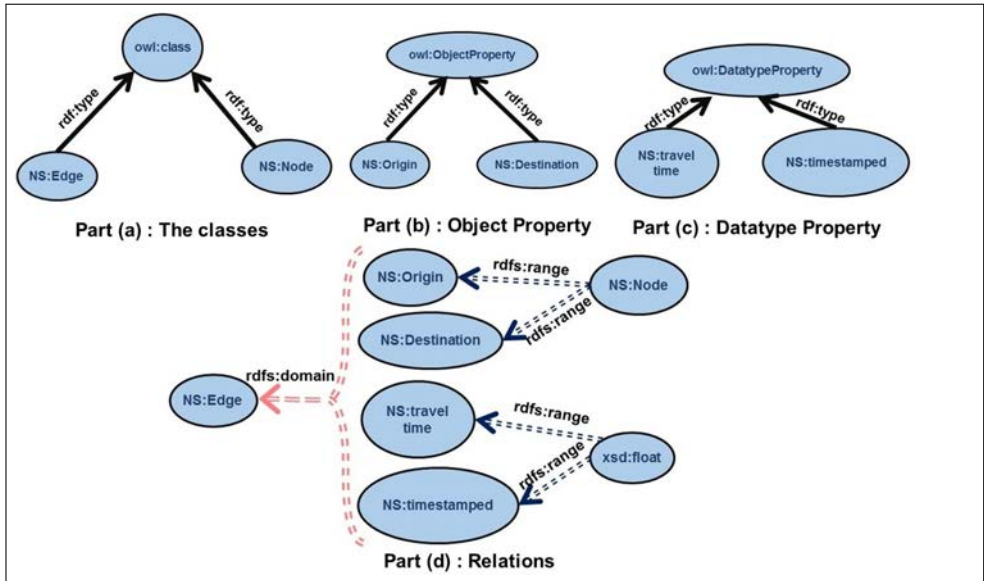 owl:class
rdf:type
rdf:type
NS:Edge
NS:Node
Part (a) : The classes
owl:ObjectProperty
rdf:type
rdf:type
NS:Origin
NS:Destination
Part (b) : Object Property
owl:DatatypeProperty
rdf:type
rdf:type
NS:travel
time
NS:timestamped
Part (c) : Datatype Property
NS:Origin
rdfs:range
NS:Node
rdfs:range
NS:Destination
rdfs:domain
NS:Edge
NS:travel
time
rdfs:range
xsd:float
rdfs:range
NS:timestamped
Part (d) : Relations